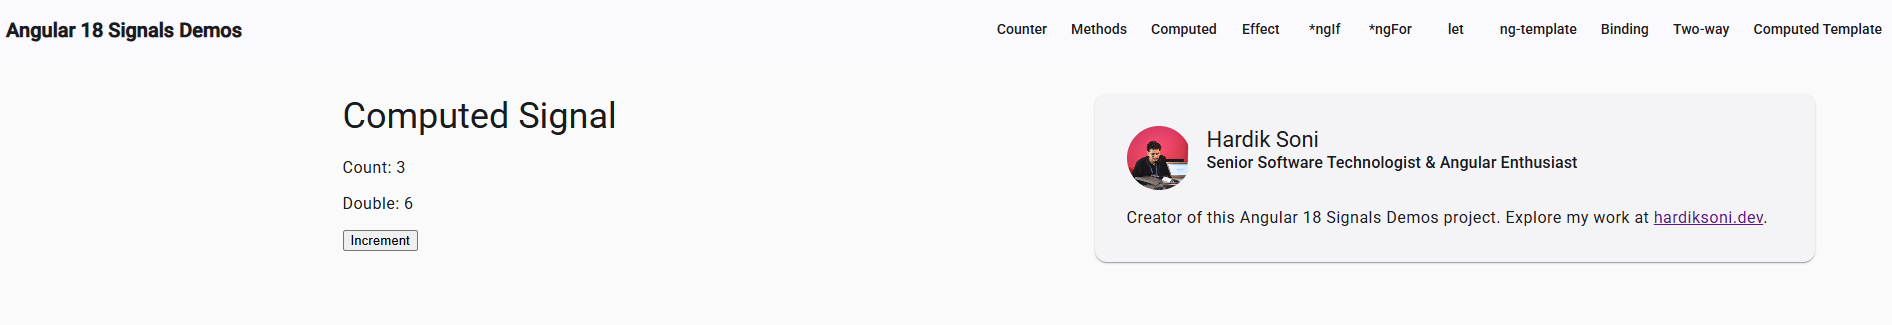 Angular 18 Signals Demos
Counter Methods Computed Effect *ngIf *ngFor let ng-template Binding Two-way Computed Template
Computed Signal
Count: 3
Double: 6
Increment
Hardik Soni
Senior Software Technologist & Angular Enthusiast
Creator of this Angular 18 Signals Demos project. Explore my work at hardiksoni.dev.